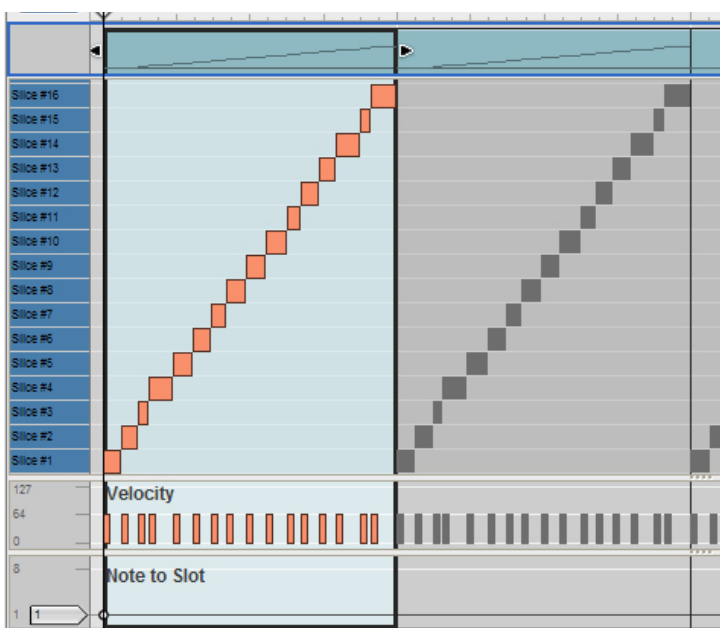 Slice #16
Slice #15
Slice #14
Slice #13
Slice #12
Slice #11
Slice #10
Slice #9
Slice #8
Slice #7
Slice #6
Slice #5
Slice #4
Slice #3
Slice #2
Slice #1
127
Velocity
64
0
8
Note to Slot
1 1